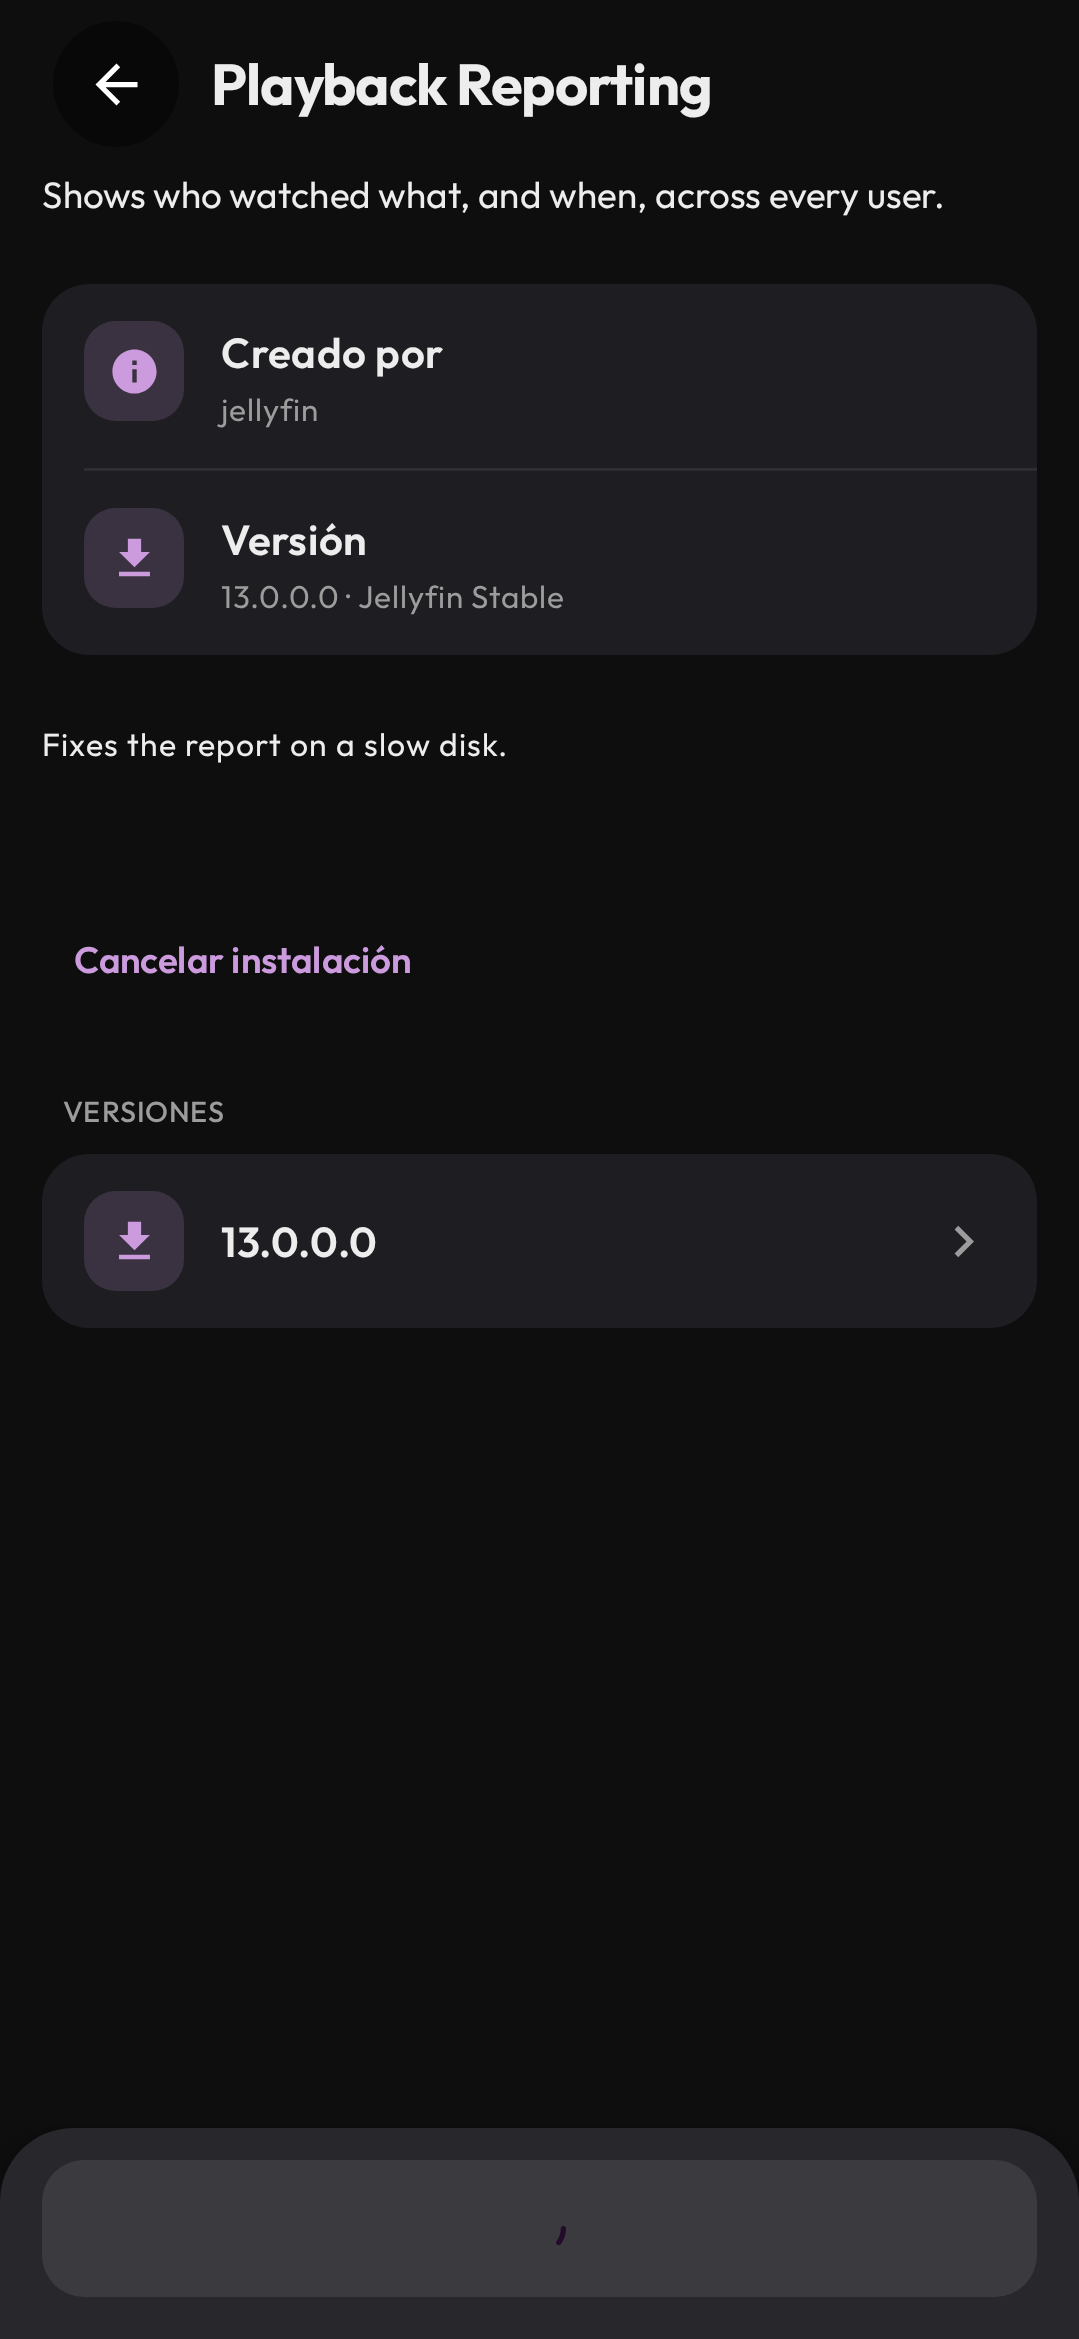 Playback Reporting
Shows who watched what, and when, across every user.
Creado por
jellyfin
Versión
13.0.0.0 · Jellyfin Stable
Fixes the report on a slow disk.
Cancelar instalación
VERSIONES
13.0.0.0